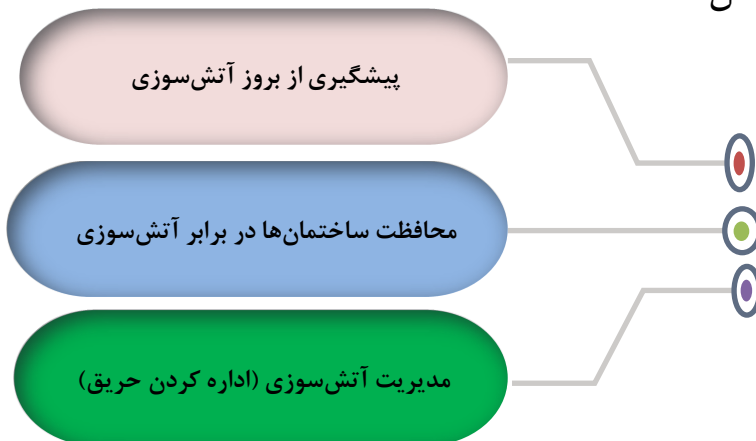 پیشگیری از بروز آتش‌سوزی
محافظت ساختمان‌ها در برابر آتش‌سوزی
مدیریت آتش‌سوزی (اداره کردن حریق)